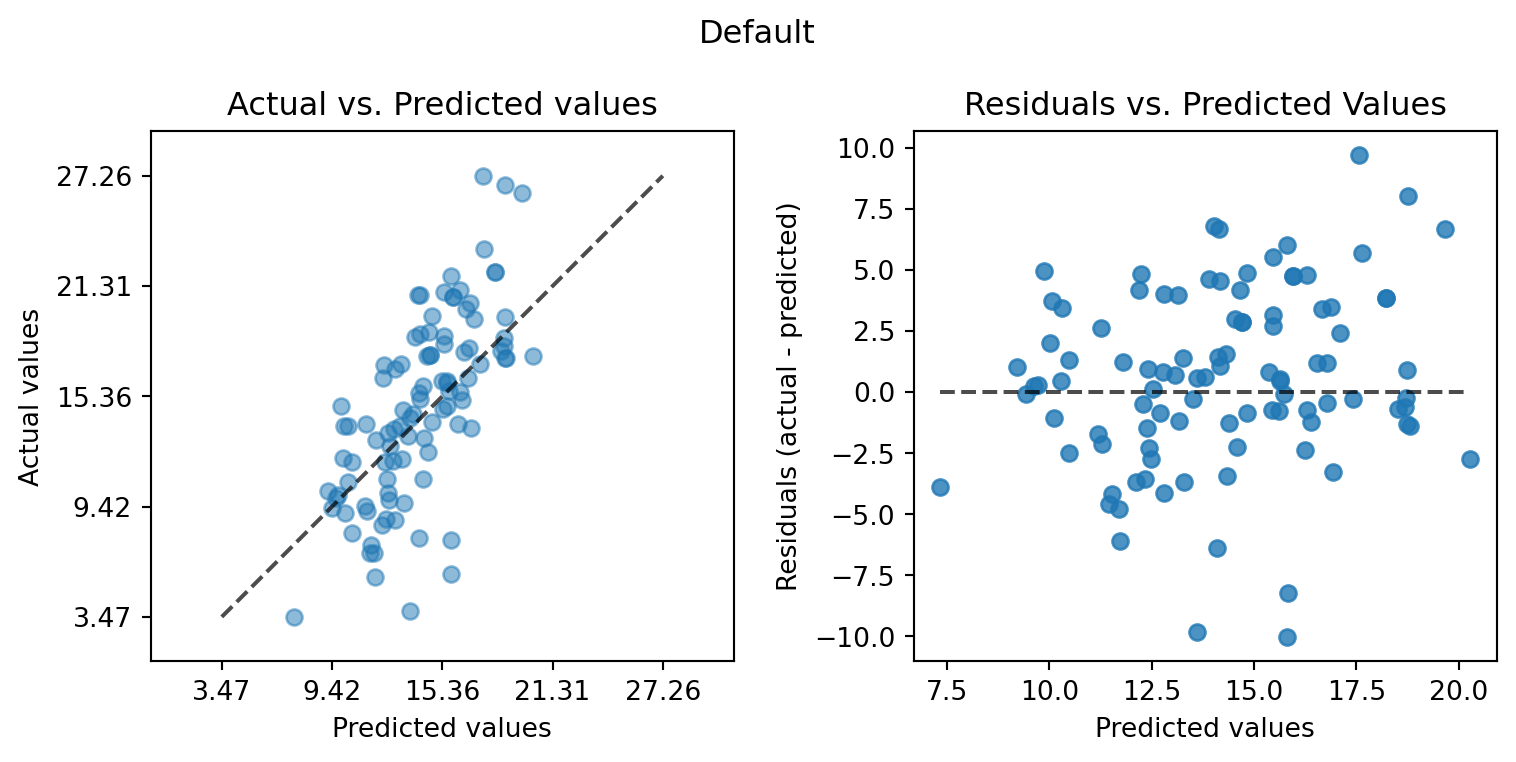 Default
Actual vs. Predicted values
Actual values
27.26
21.31
15.36
9.42
3.47
3.47 9.42 15.36 21.31 27.26
Predicted values
Residuals vs. Predicted Values
Residuals (actual - predicted)
10.0
7.5
5.0
2.5
0.0
−2.5
−5.0
−7.5
−10.0
7.5 10.0 12.5 15.0 17.5 20.0
Predicted values